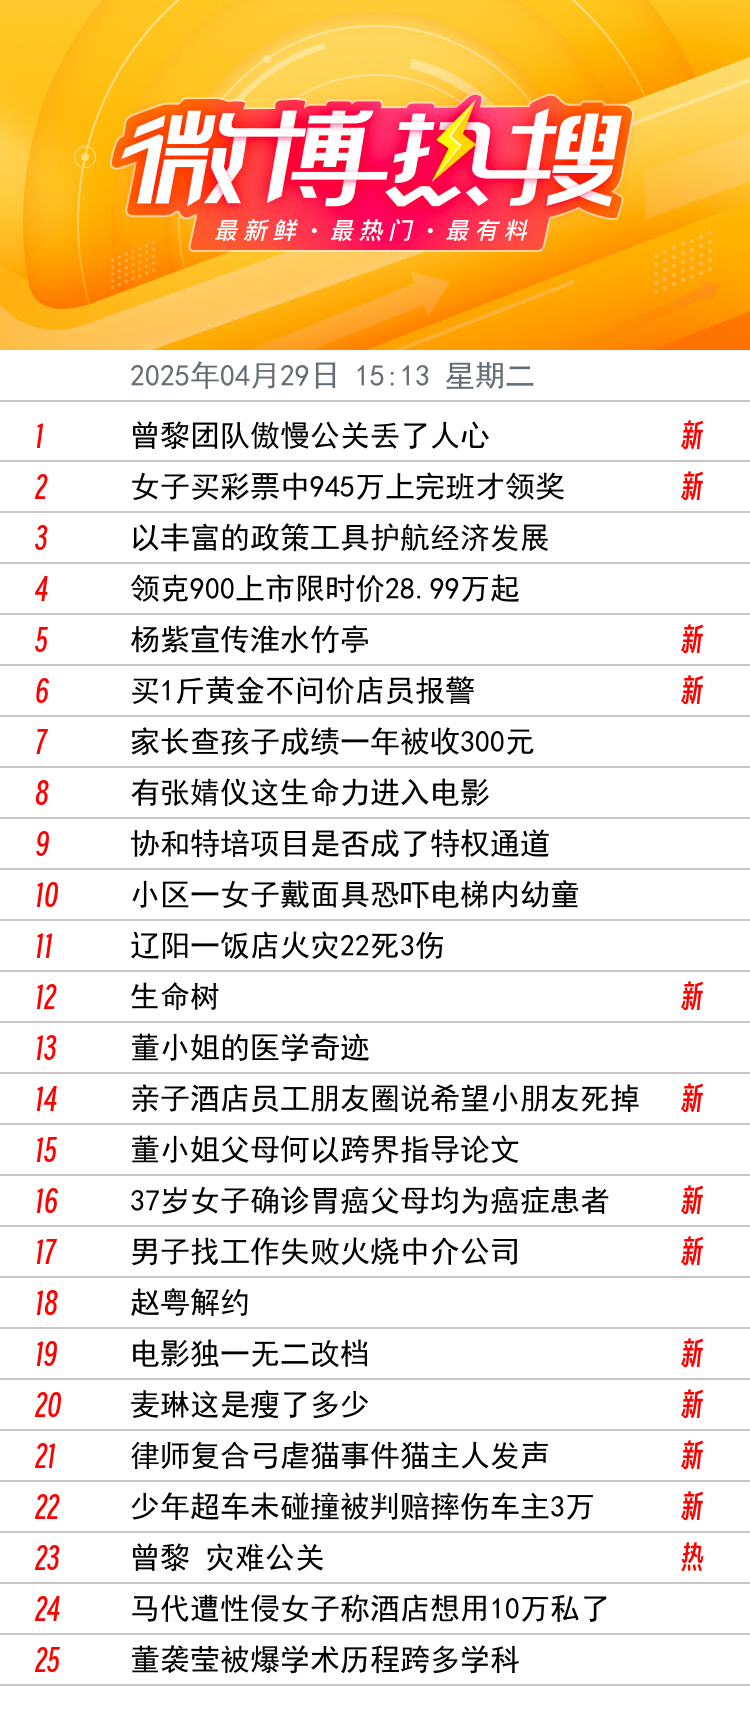 微博热搜
最新鲜·最热门·最有料
2025年04月29日 15:13 星期二
1 曾黎团队傲慢公关丢了人心 新
2 女子买彩票中945万上完班才领奖 新
3 以丰富的政策工具护航经济发展
4 领克900上市限时价28.99万起
5 杨紫宣传淮水竹亭 新
6 买1斤黄金不问价店员报警 新
7 家长查孩子成绩一年被收300元
8 有张婧仪这生命力进入电影
9 协和特培项目是否成了特权通道
10 小区一女子戴面具恐吓电梯内幼童
11 辽阳一饭店火灾22死3伤
12 生命树 新
13 董小姐的医学奇迹
14 亲子酒店员工朋友圈说希望小朋友死掉 新
15 董小姐父母何以跨界指导论文
16 37岁女子确诊胃癌父母均为癌症患者 新
17 男子找工作失败火烧中介公司 新
18 赵粤解约
19 电影独一无二改档 新
20 麦琳这是瘦了多少 新
21 律师复合弓虐猫事件猫主人发声 新
22 少年超车未碰撞被判赔摔伤车主3万 新
23 曾黎 灾难公关 热
24 马代遭性侵女子称酒店想用10万私了
25 董袭莹被爆学术历程跨多学科